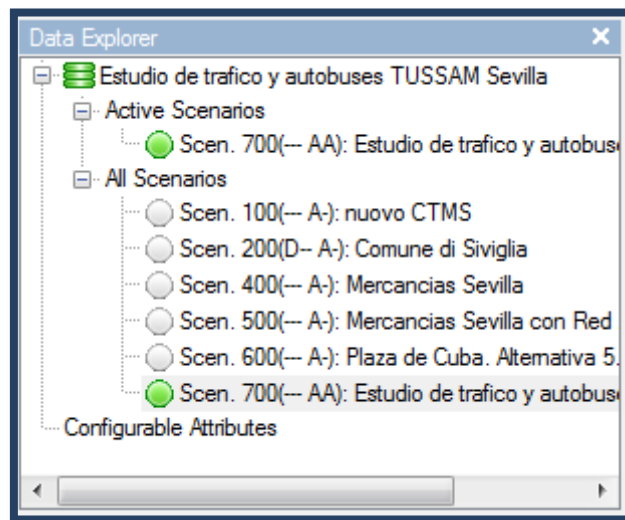 Data Explorer
Estudio de trafico y autobuses TUSSAM Sevilla
Active Scenarios
Scen. 700(--- AA): Estudio de trafico y autobus
All Scenarios
Scen. 100(--- A-): nuovo CTMS
Scen. 200(D-- A-): Comune di Siviglia
Scen. 400(--- A-): Mercancias Sevilla
Scen. 500(--- A-): Mercancias Sevilla con Red
Scen. 600(--- A-): Plaza de Cuba. Alternativa 5.
Scen. 700(--- AA): Estudio de trafico y autobus
Configurable Attributes